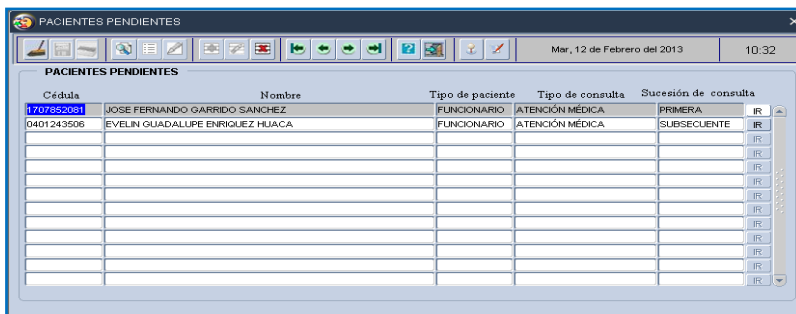 PACIENTES PENDIENTES
Mar, 12 de Febrero del 2013 10:32
PACIENTES PENDIENTES
Cédula Nombre Tipo de paciente Tipo de consulta Sucesión de consulta
1707852081 JOSE FERNANDO GARRIDO SANCHEZ FUNCIONARIO ATENCIÓN MÉDICA PRIMERA IR
0401243506 EVELIN GUADALUPE ENRIQUEZ HUACA FUNCIONARIO ATENCIÓN MÉDICA SUBSECUENTE IR
IR
IR
IR
IR
IR
IR
IR
IR
IR
IR
IR